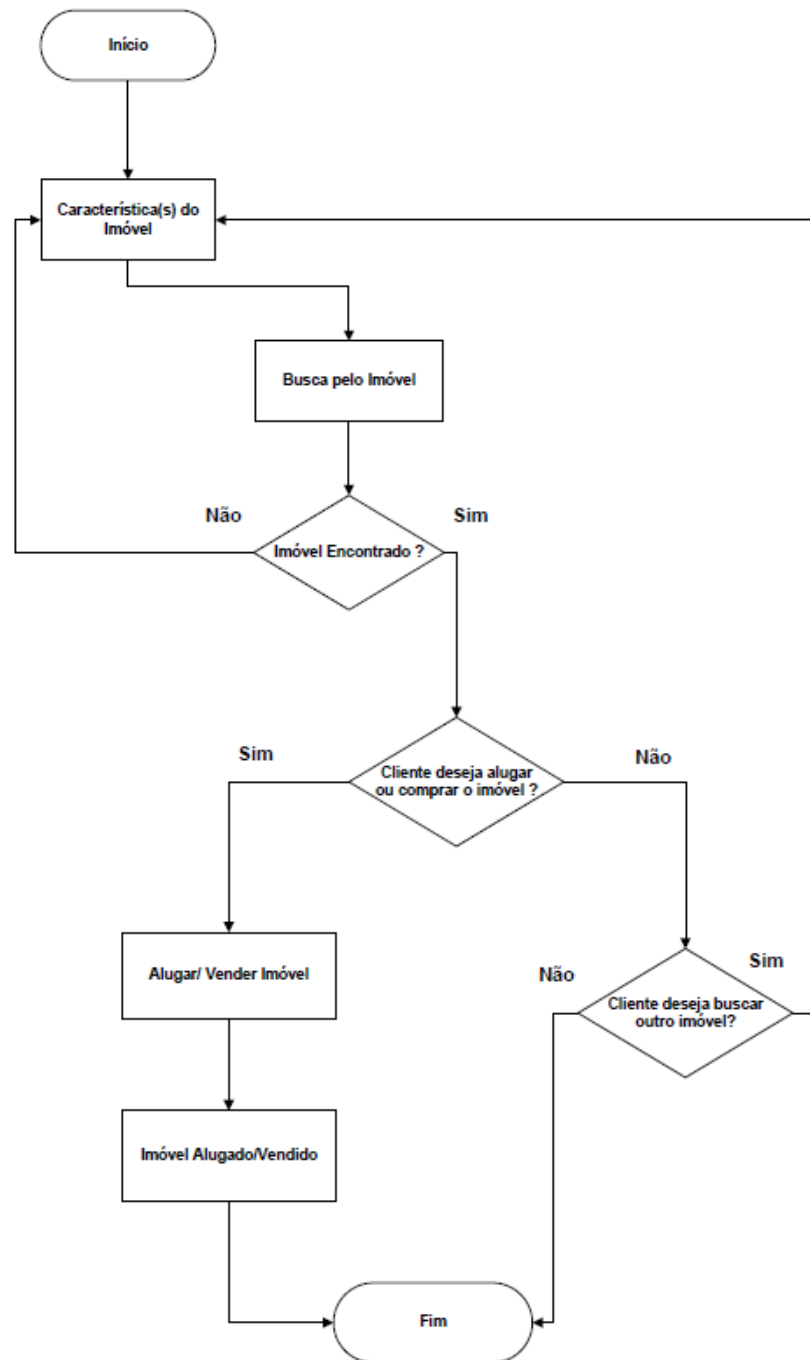 Início
Característica(s) do
Imóvel
Busca pelo Imóvel
Não
Sim
Imóvel Encontrado ?
Sim
Não
Cliente deseja alugar
ou comprar o imóvel ?
Alugar/ Vender Imóvel
Não
Sim
Cliente deseja buscar
outro imóvel?
Imóvel Alugado/Vendido
Fim